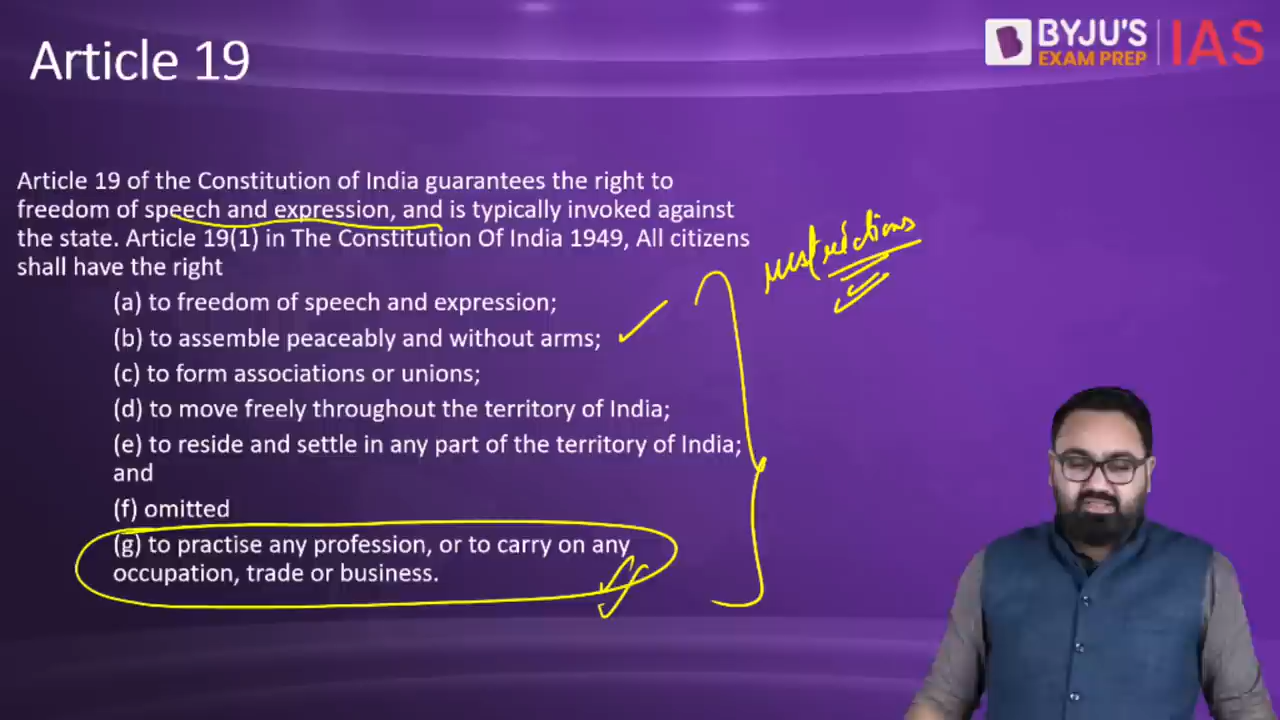 Article 19
BYJU'S
EXAM PREP
IAS
Article 19 of the Constitution of India guarantees the right to
freedom of speech and expression, and is typically invoked against
the state. Article 19(1) in The Constitution Of India 1949, All citizens
shall have the right
(a) to freedom of speech and expression;
(b) to assemble peaceably and without arms;
(c) to form associations or unions;
(d) to move freely throughout the territory of India;
(e) to reside and settle in any part of the territory of India;
and
(f) omitted
(g) to practise any profession, or to carry on any
occupation, trade or business.
restrictions